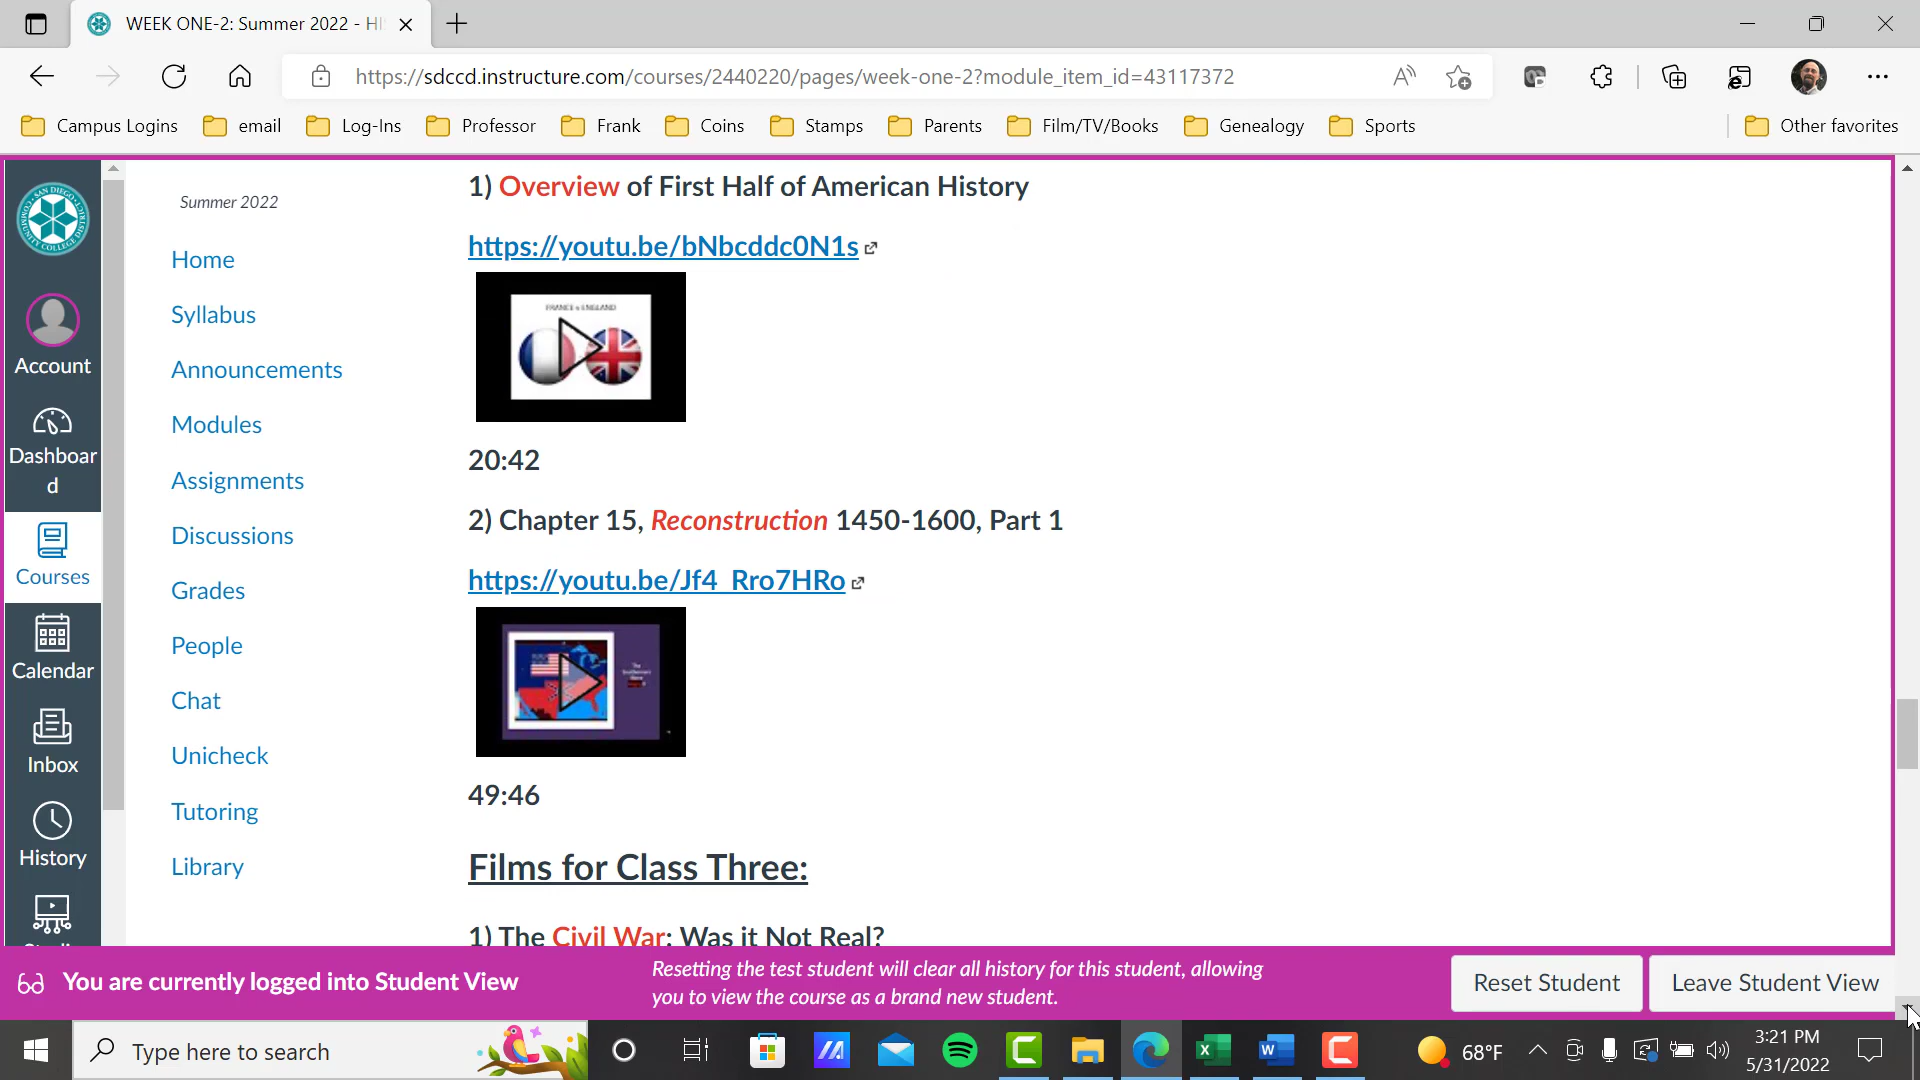 WEEK ONE-2: Summer 2022 - HI
https://sdccd.instructure.com/courses/2440220/pages/week-one-2?module_item_id=43117372
Campus Logins
email
Log-Ins
Professor
Frank
Coins
Stamps
Parents
Film/TV/Books
Genealogy
Sports
Other favorites
SAN DIEGO
COMMUNITY COLLEGE DISTRICT
Account
Dashboar
d
Courses
Calendar
Inbox
History
Summer 2022
Home
Syllabus
Announcements
Modules
Assignments
Discussions
Grades
People
Chat
Unicheck
Tutoring
Library
1) Overview of First Half of American History
https://youtu.be/bNbcddc0N1s
FRANCE v ENGLAND
20:42
2) Chapter 15, Reconstruction 1450-1600, Part 1
https://youtu.be/Jf4_Rro7HRo
49:46
Films for Class Three:
1) The Civil War: Was it Not Real?
You are currently logged into Student View
Resetting the test student will clear all history for this student, allowing
you to view the course as a brand new student.
Reset Student
Leave Student View
Type here to search
68°F
3:21 PM
5/31/2022